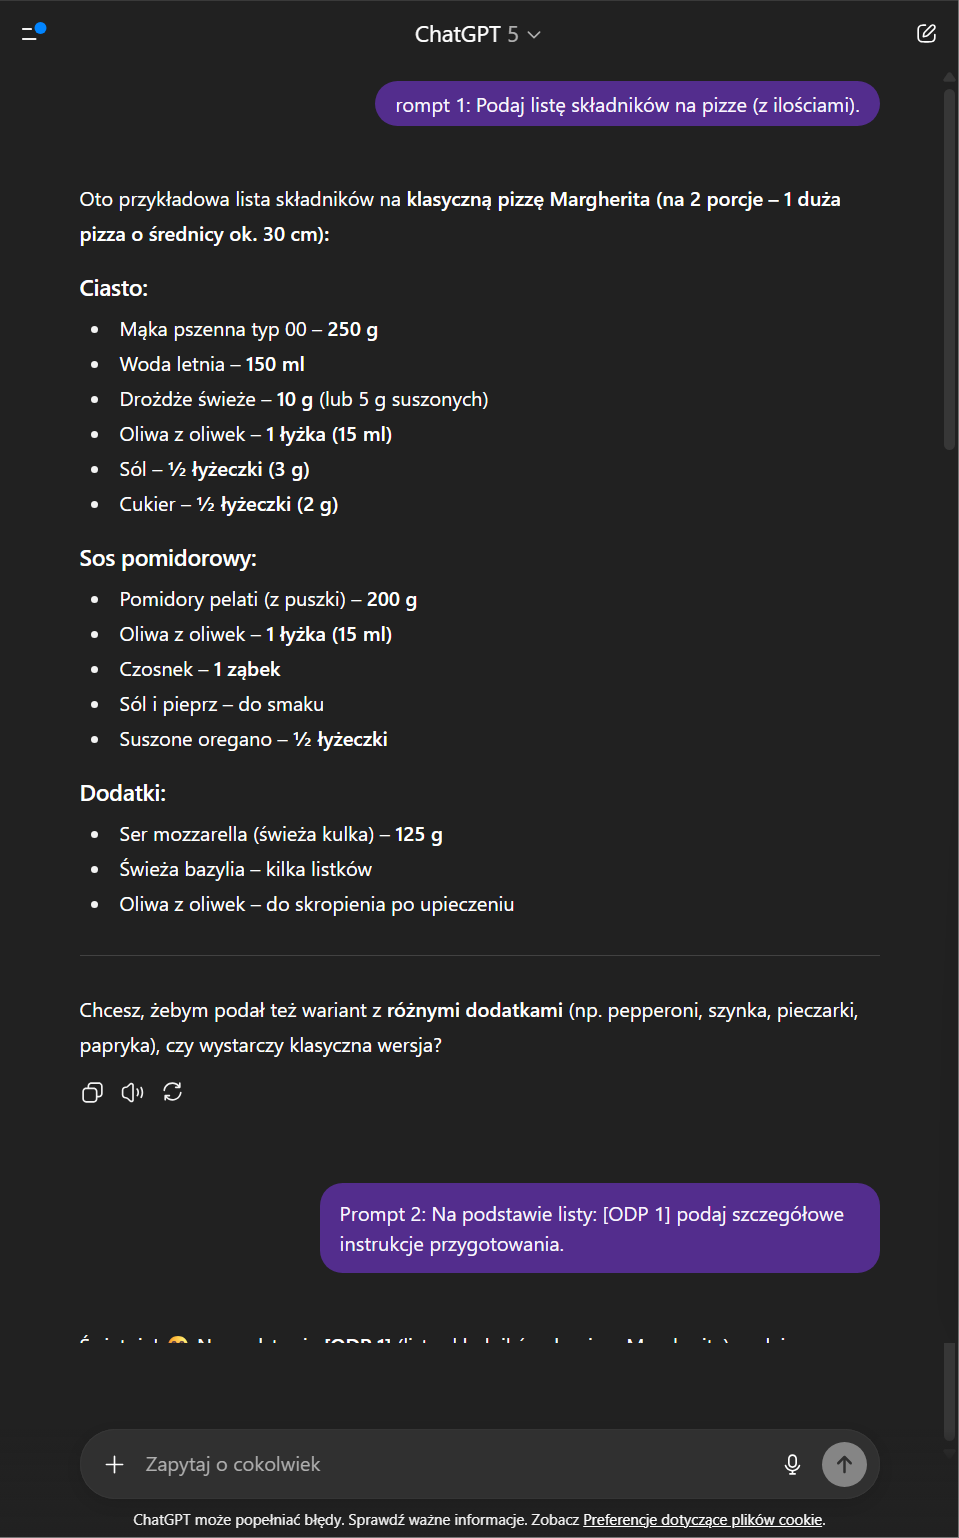 ChatGPT 5
rompt 1: Podaj listę składników na pizze (z ilościami).
Oto przykładowa lista składników na klasyczną pizzę Margherita (na 2 porcje – 1 duża
pizza o średnicy ok. 30 cm):
Ciasto:
• Mąka pszenna typ 00 – 250 g
• Woda letnia – 150 ml
• Drożdże świeże – 10 g (lub 5 g suszonych)
• Oliwa z oliwek – 1 łyżka (15 ml)
• Sól – ½ łyżeczki (3 g)
• Cukier – ½ łyżeczki (2 g)
Sos pomidorowy:
• Pomidory pelati (z puszki) – 200 g
• Oliwa z oliwek – 1 łyżka (15 ml)
• Czosnek – 1 ząbek
• Sól i pieprz – do smaku
• Suszone oregano – ½ łyżeczki
Dodatki:
• Ser mozzarella (świeża kulka) – 125 g
• Świeża bazylia – kilka listków
• Oliwa z oliwek – do skropienia po upieczeniu
Chcesz, żebym podał też wariant z różnymi dodatkami (np. pepperoni, szynka, pieczarki,
papryka), czy wystarczy klasyczna wersja?
Prompt 2: Na podstawie listy: [ODP 1] podaj szczegółowe
instrukcje przygotowania.
[ODP 1]
Zapytaj o cokolwiek
ChatGPT może popełniać błędy. Sprawdź ważne informacje. Zobacz Preferencje dotyczące plików cookie.